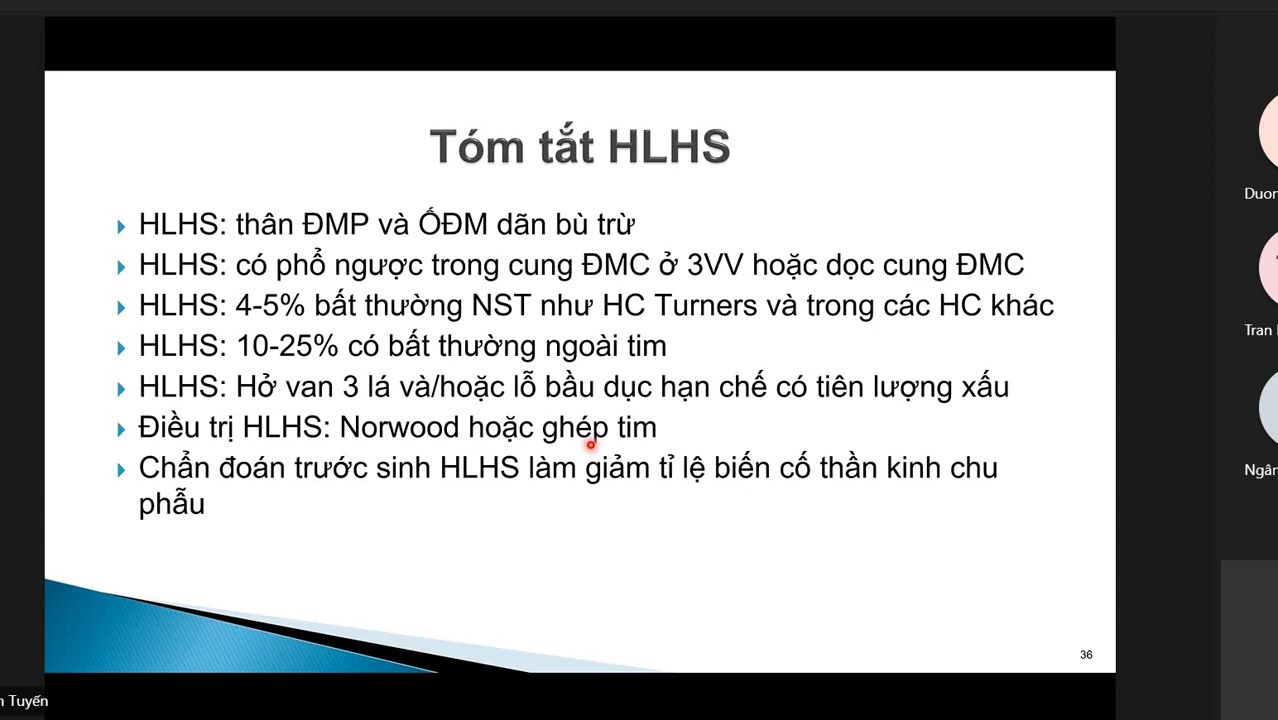 Tóm tắt HLHS
HLHS: thân ĐMP và ỐĐM dãn bù trừ
HLHS: có phổ ngược trong cung ĐMC ở 3VV hoặc dọc cung ĐMC
HLHS: 4-5% bất thường NST như HC Turners và trong các HC khác
HLHS: 10-25% có bất thường ngoài tim
HLHS: Hở van 3 lá và/hoặc lỗ bầu dục hạn chế có tiên lượng xấu
Điều trị HLHS: Norwood hoặc ghép tim
Chẩn đoán trước sinh HLHS làm giảm tỉ lệ biến cố thần kinh chu
phẫu
36
Duon
Tran
Ngân
n Tuyến